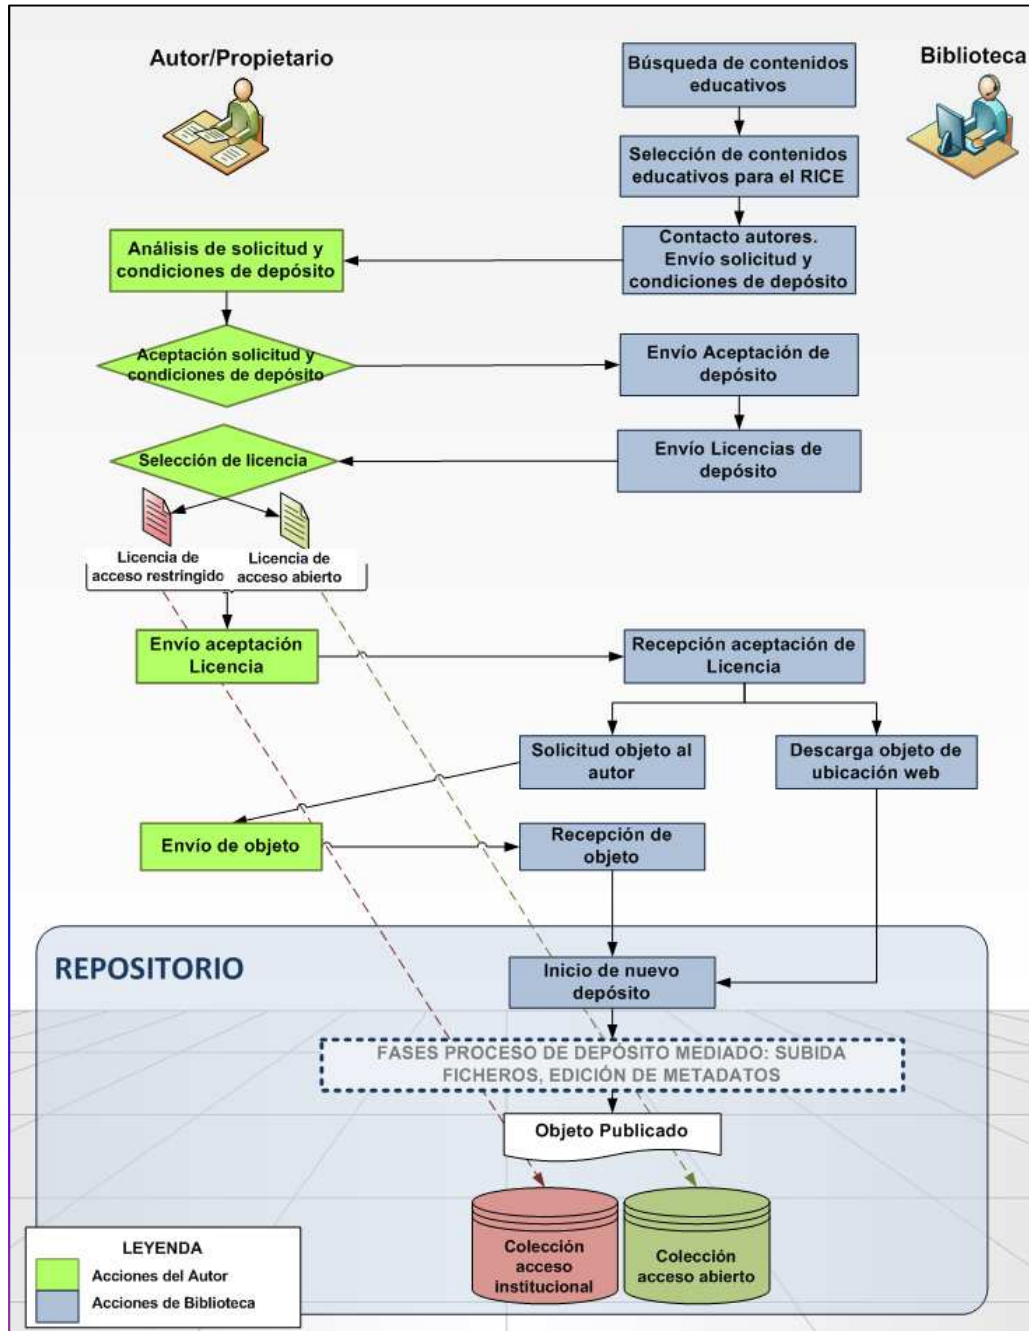 Autor/Propietario
Biblioteca
Búsqueda de contenidos
educativos
Selección de contenidos
educativos para el RICE
Contacto autores.
Envío solicitud y
condiciones de depósito
Análisis de solicitud y
condiciones de depósito
Aceptación solicitud y
condiciones de depósito
Envío Aceptación de
depósito
Envío Licencias de
depósito
Selección de licencia
Licencia de
acceso restringido
Licencia de
acceso abierto
Envío aceptación
Licencia
Recepción aceptación de
Licencia
Solicitud objeto al
autor
Descarga objeto de
ubicación web
Envío de objeto
Recepción de
objeto
REPOSITORIO
Inicio de nuevo
depósito
FASES PROCESO DE DEPÓSITO MEDIADO: SUBIDA
FICHEROS, EDICIÓN DE METADATOS
Objeto Publicado
Colección
acceso
institucional
Colección
acceso abierto
LEYENDA
Acciones del Autor
Acciones de Biblioteca